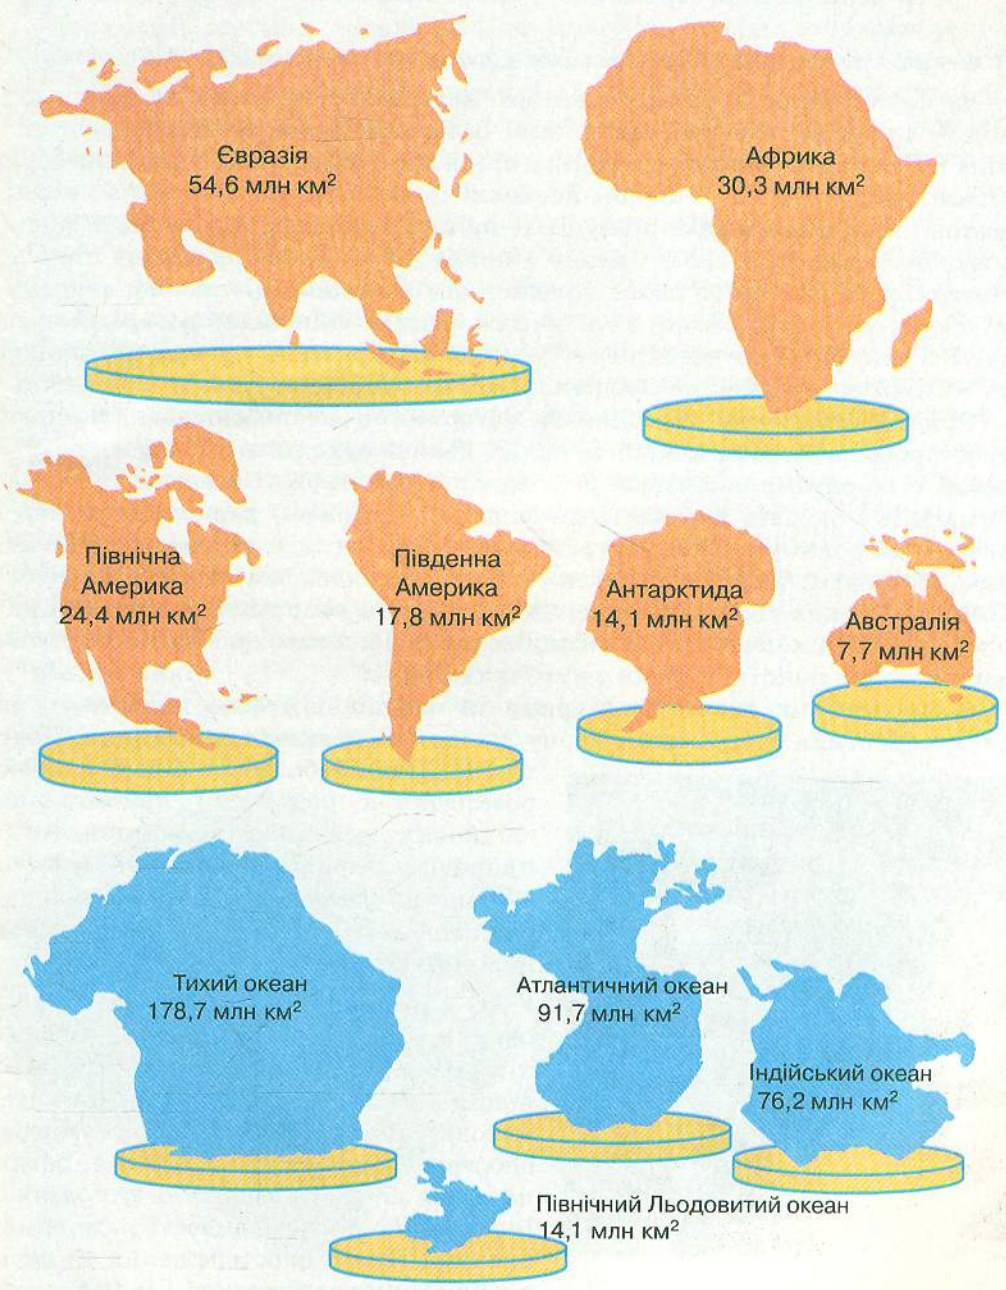 Євразія
54,6 млн км²
Африка
30,3 млн км²
Північна
Америка
24,4 млн км²
Південна
Америка
17,8 млн км²
Антарктида
14,1 млн км²
Австралія
7,7 млн км²
Тихий океан
178,7 млн км²
Атлантичний океан
91,7 млн км²
Індійський океан
76,2 млн км²
Північний Льодовитий океан
14,1 млн км²